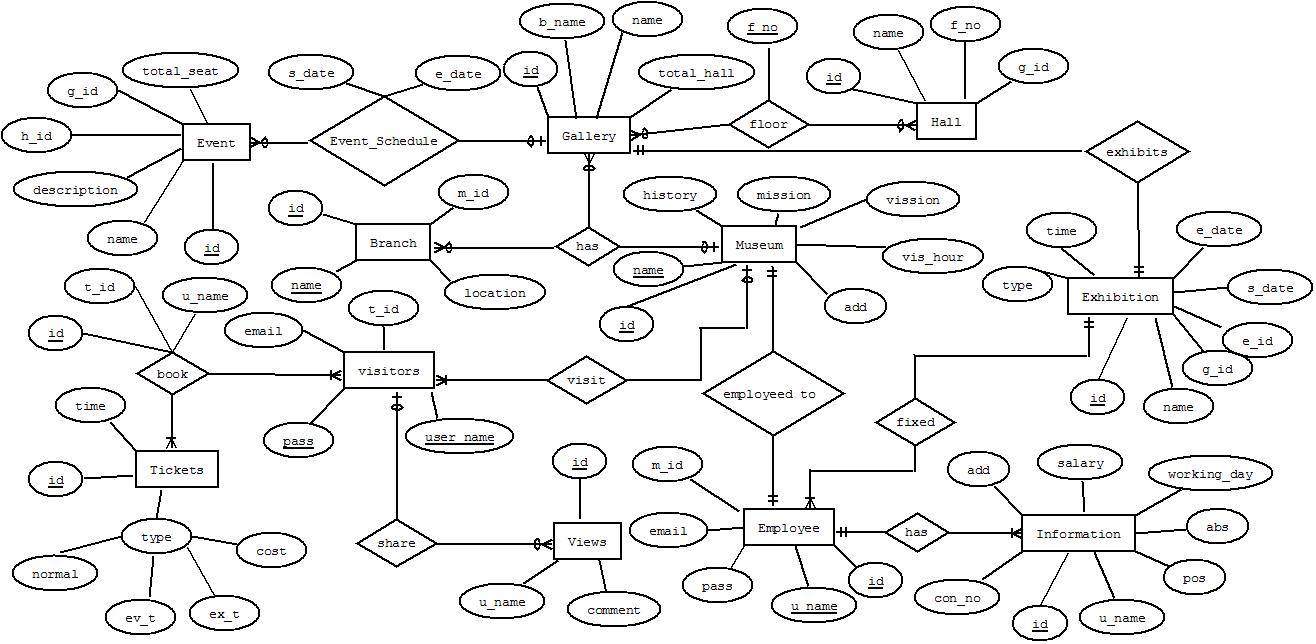 b_name
name
f_no
name
f_no
total_seat
s_date
e_date
id
total_hall
id
g_id
g_id
h_id
Event
Event_Schedule
Gallery
floor
Hall
exhibits
description
name
id
id
m_id
Branch
name
location
has
history
mission
vission
Museum
name
vis_hour
id
add
time
e_date
type
Exhibition
s_date
e_id
g_id
id
name
t_id
u_name
id
book
email
t_id
visitors
pass
user_name
visit
employeed to
fixed
time
id
Tickets
type
normal
cost
ev_t
ex_t
share
id
Views
u_name
comment
m_id
email
Employee
pass
u_name
id
has
add
salary
working_day
Information
abs
pos
con_no
id
u_name